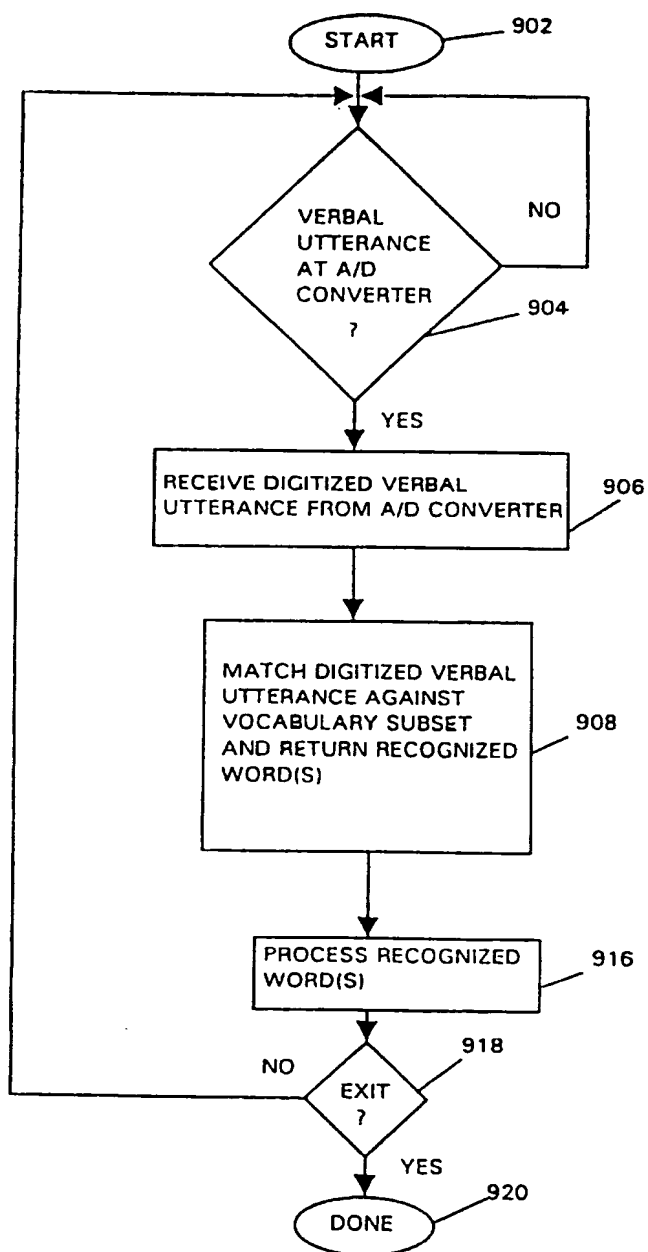 START
902
VERBAL
UTTERANCE
AT A/D
CONVERTER
?
NO
904
YES
RECEIVE DIGITIZED VERBAL
UTTERANCE FROM A/D CONVERTER
906
MATCH DIGITIZED VERBAL
UTTERANCE AGAINST
VOCABULARY SUBSET
AND RETURN RECOGNIZED
WORD(S)
908
PROCESS RECOGNIZED
WORD(S)
916
918
NO
EXIT
?
YES
920
DONE